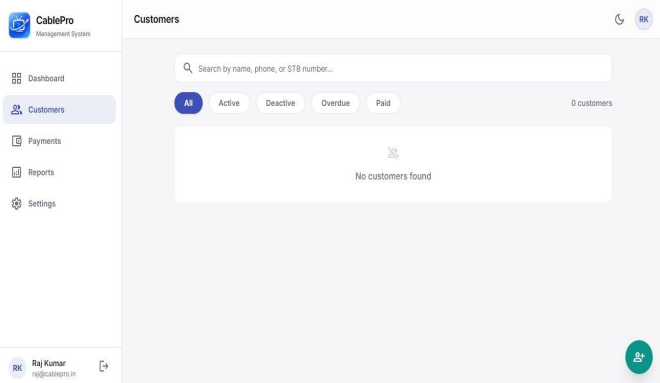 CablePro
Management System
Dashboard
Customers
Payments
Reports
Settings
RK
Raj Kumar
raj@cablepro.in
Customers
RK
Search by name, phone, or STB number...
All
Active
Deactive
Overdue
Paid
0 customers
No customers found